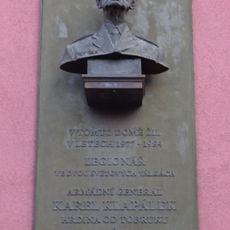 V TOMTO DOMĚ ŽIL
V LETECH 1977 - 1984
LEGIONÁŘ
VE DVOU SVĚTOVÝCH VÁLKÁCH
ARMÁDNÍ GENERÁL
KAREL KLAPÁLEK
HRDINA OD TOBRUKU